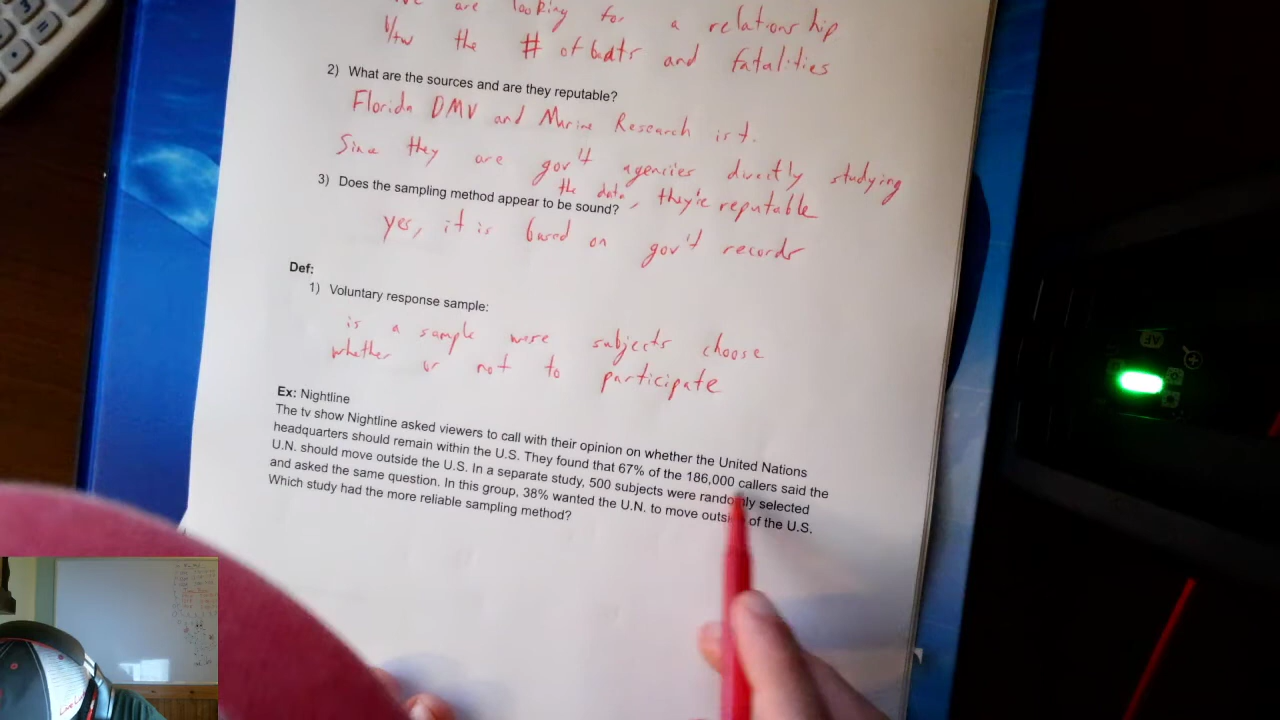 are looking for a relationship
b/tw the # of boats and fatalities
2) What are the sources and are they reputable?
Florida DMV and Marine Research ist.
Since they are gov't agencies directly studying
the data, they're reputable
3) Does the sampling method appear to be sound?
yes, it is based on gov't records
Def:
1) Voluntary response sample:
is a sample were subjects choose
whether or not to participate
Ex: Nightline
The tv show Nightline asked viewers to call with their opinion on whether the United Nations
headquarters should remain within the U.S. They found that 67% of the 186,000 callers said the
U.N. should move outside the U.S. In a separate study, 500 subjects were randomly selected
and asked the same question. In this group, 38% wanted the U.N. to move outside of the U.S.
Which study had the more reliable sampling method?
AF